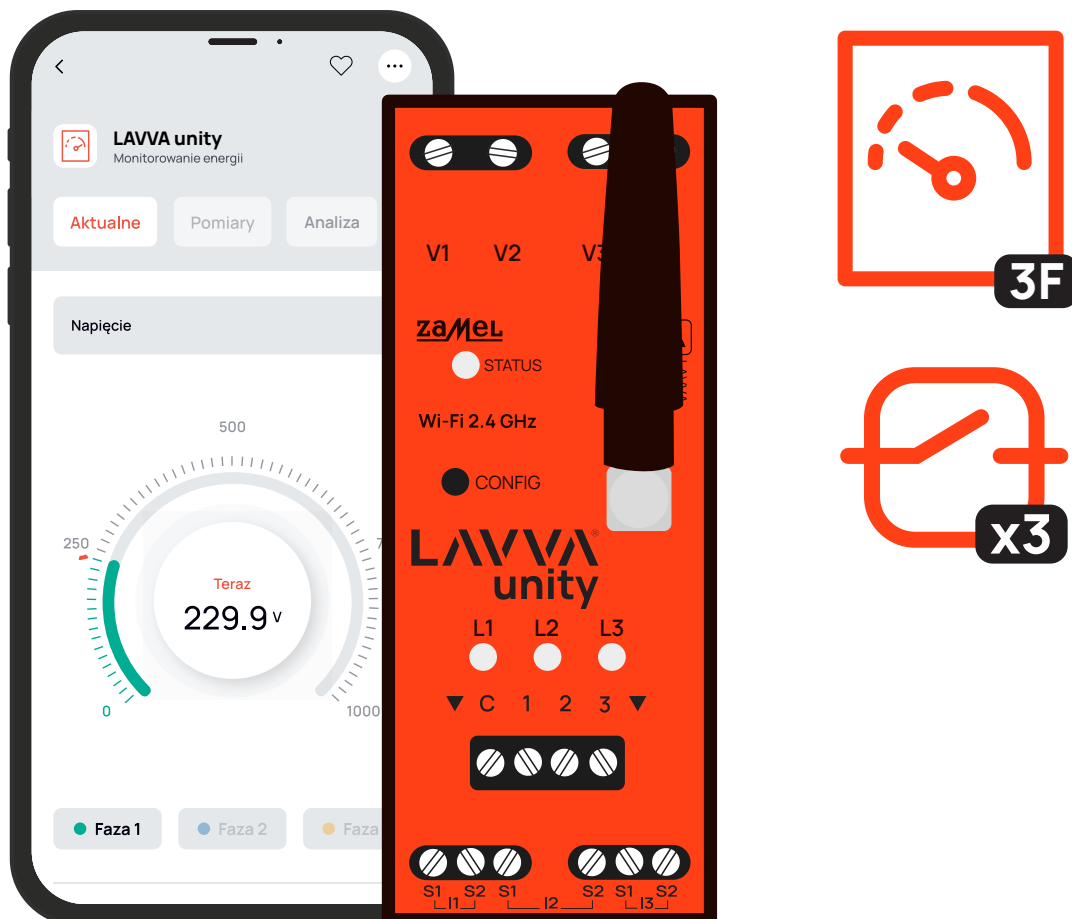 LAVVA unity
Monitorowanie energii
Aktualne
Pomiary
Analiza
Napięcie
500
250
Teraz
229.9 V
0
1000
Faza 1
Faza 2
Faza
V1
V2
zaMEL
STATUS
Wi-Fi 2.4 GHz
CONFIG
LAVVA®
unity
L1 L2 L3
▼ C 1 2 3 ▼
S1 S2 S1 S2 S1 S2
I1 I2 I3
3F
x3